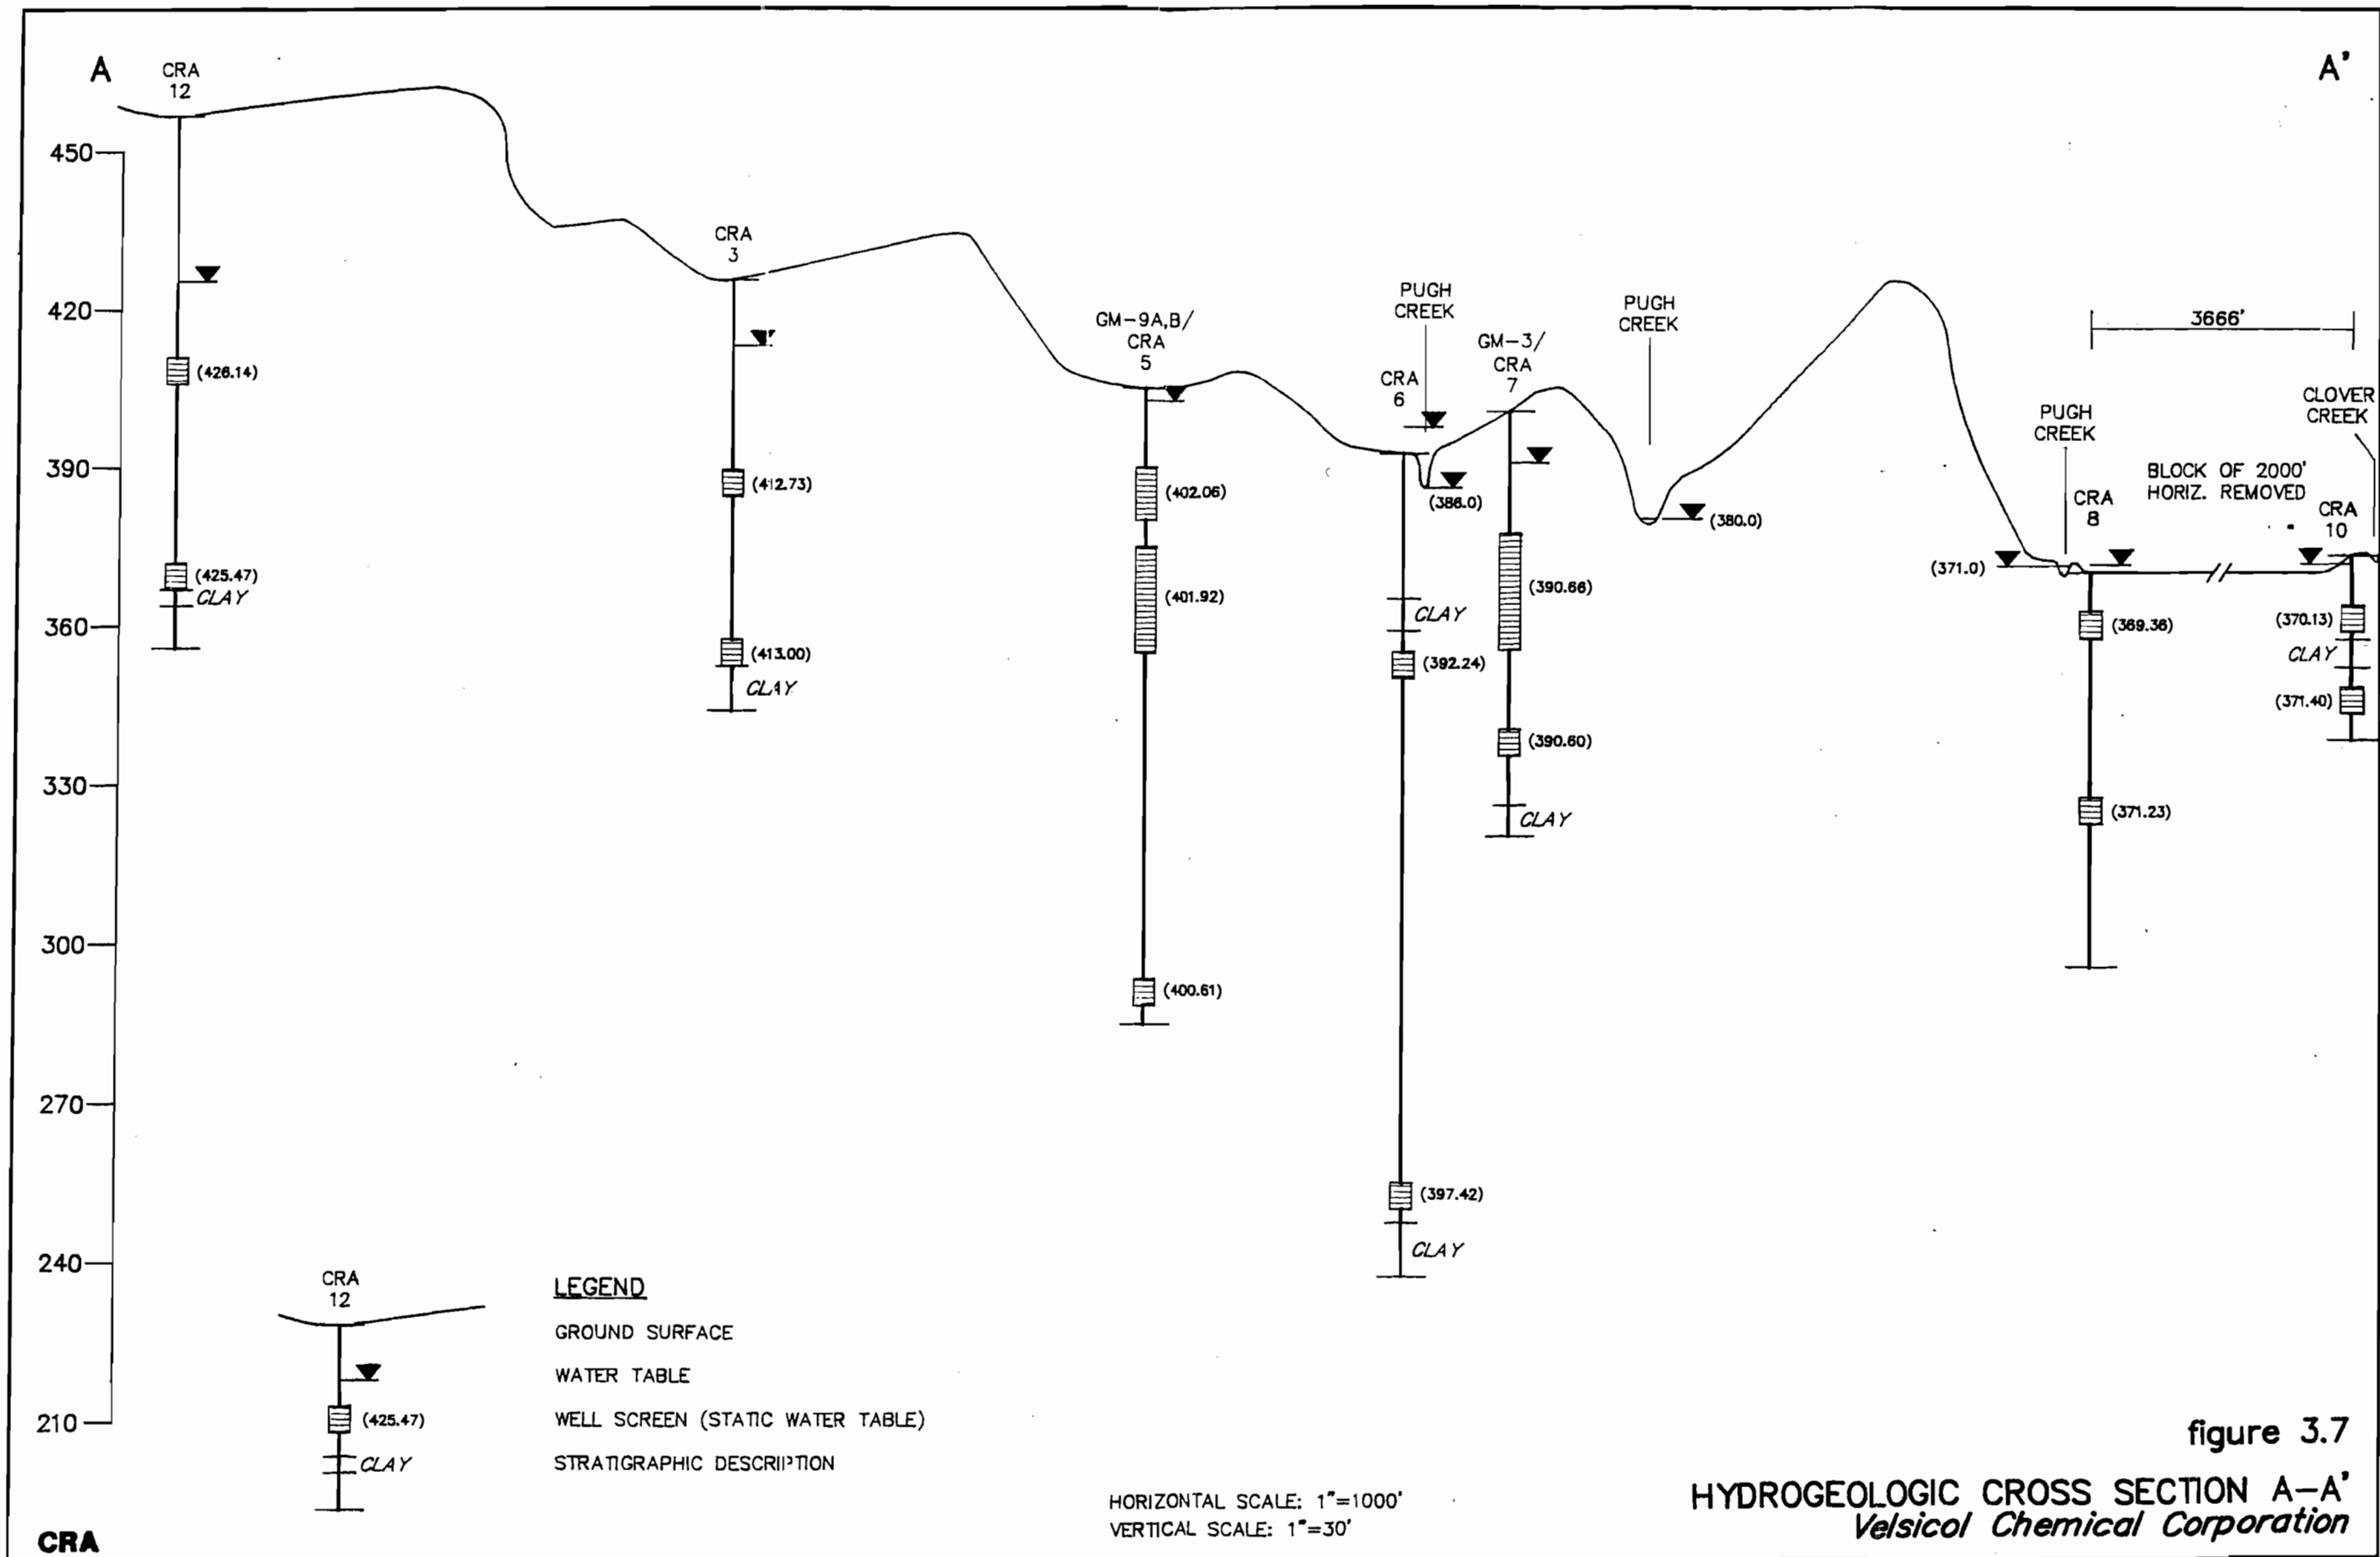 A
A'
CRA
12
450
420
390
360
330
300
270
240
210
(426.14)
(425.47)
CLAY
CRA
3
(412.73)
(413.00)
CLAY
GM-9A,B/
CRA
5
(402.06)
(401.92)
(400.61)
CRA
6
PUGH
CREEK
(386.0)
CLAY
(392.24)
(397.42)
CLAY
GM-3/
CRA
7
(390.66)
(390.60)
CLAY
PUGH
CREEK
(380.0)
3666'
PUGH
CREEK
(371.0)
CRA
8
(369.36)
(371.23)
BLOCK OF 2000'
HORIZ. REMOVED
CLOVER
CREEK
CRA
10
(370.13)
CLAY
(371.40)
CRA
12
(425.47)
CLAY
LEGEND
GROUND SURFACE
WATER TABLE
WELL SCREEN (STATIC WATER TABLE)
STRATIGRAPHIC DESCRIPTION
HORIZONTAL SCALE: 1"=1000'
VERTICAL SCALE: 1"=30'
figure 3.7
HYDROGEOLOGIC CROSS SECTION A-A'
Velsicol Chemical Corporation
CRA